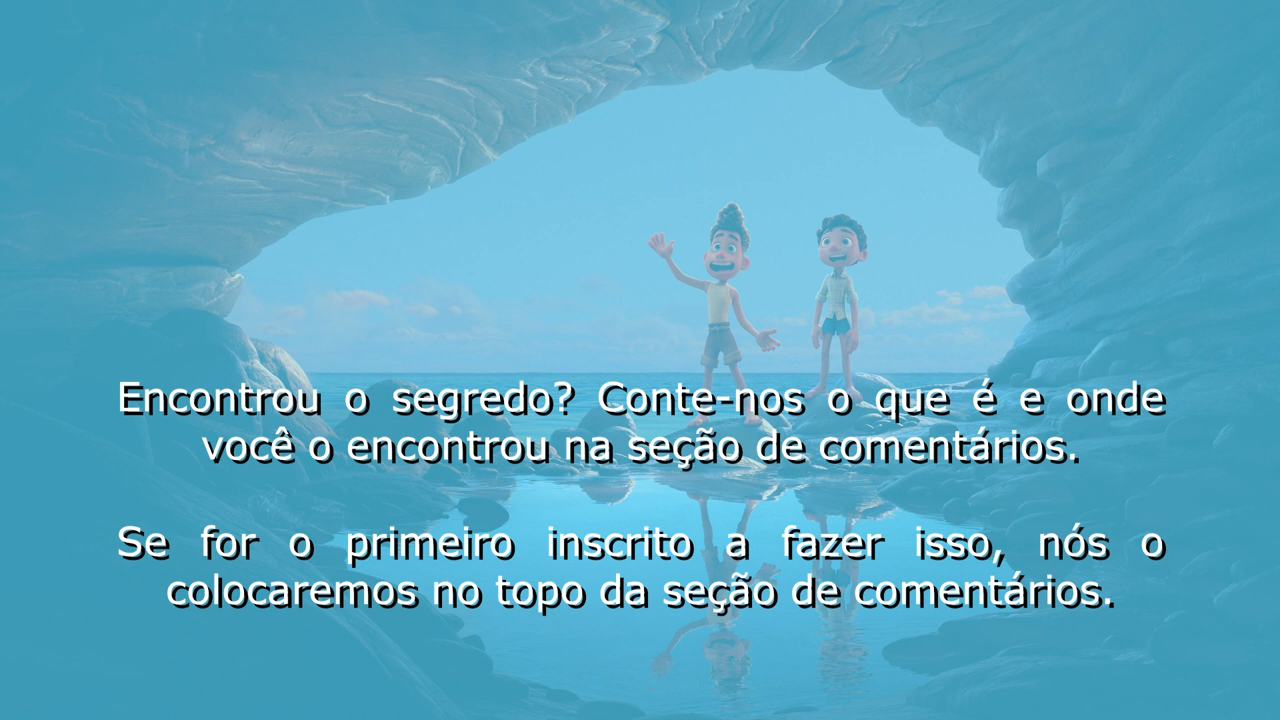 Encontrou o segredo? Conte-nos o que é e onde
você o encontrou na seção de comentários.
Se for o primeiro inscrito a fazer isso, nós o
colocaremos no topo da seção de comentários.